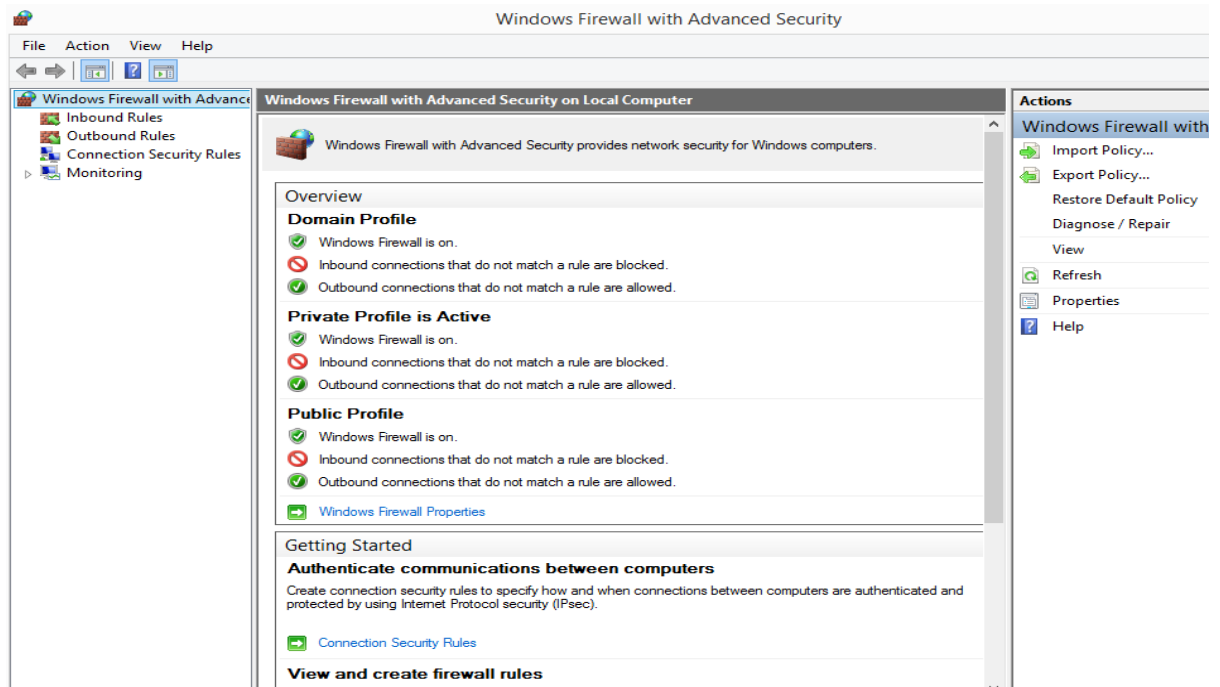 Windows Firewall with Advanced Security
File Action View Help
Windows Firewall with Advance
Inbound Rules
Outbound Rules
Connection Security Rules
Monitoring
Windows Firewall with Advanced Security on Local Computer
Windows Firewall with Advanced Security provides network security for Windows computers.
Overview
Domain Profile
Windows Firewall is on.
Inbound connections that do not match a rule are blocked.
Outbound connections that do not match a rule are allowed.
Private Profile is Active
Windows Firewall is on.
Inbound connections that do not match a rule are blocked.
Outbound connections that do not match a rule are allowed.
Public Profile
Windows Firewall is on.
Inbound connections that do not match a rule are blocked.
Outbound connections that do not match a rule are allowed.
Windows Firewall Properties
Getting Started
Authenticate communications between computers
Create connection security rules to specify how and when connections between computers are authenticated and
protected by using Internet Protocol security (IPsec).
Connection Security Rules
View and create firewall rules
Actions
Windows Firewall with
Import Policy...
Export Policy...
Restore Default Policy
Diagnose / Repair
View
Refresh
Properties
Help